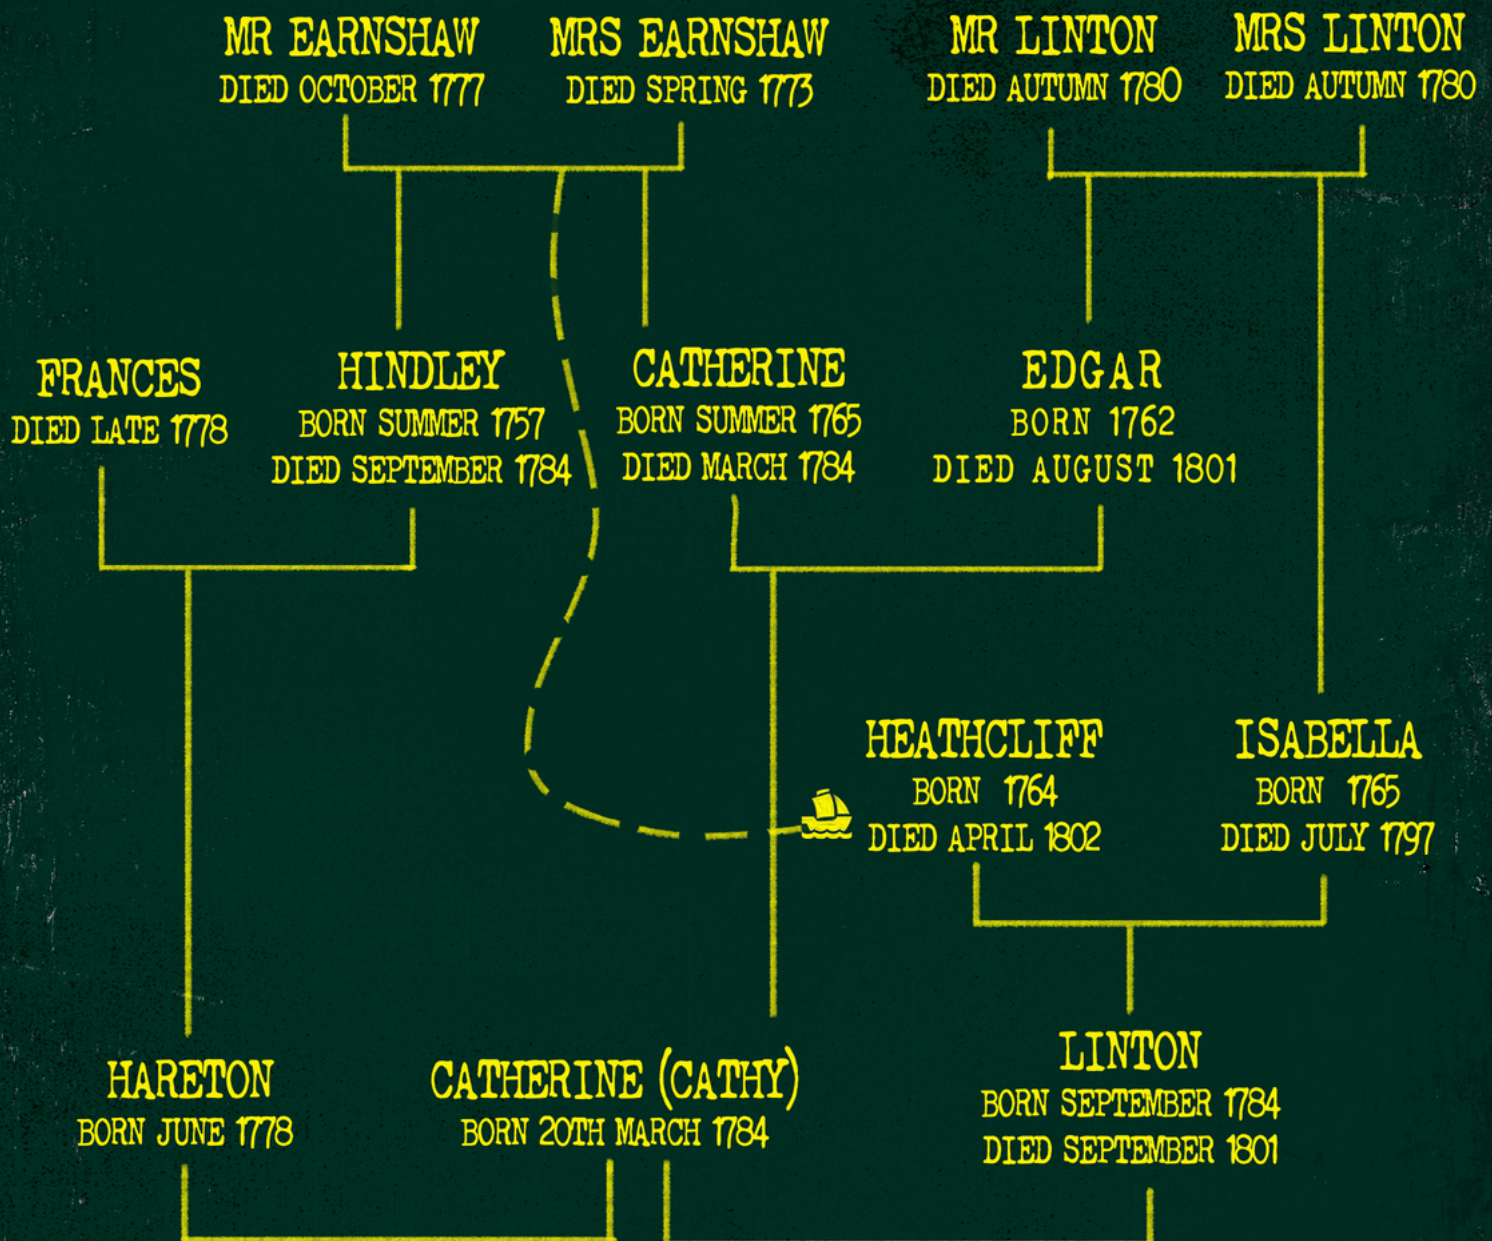 MR EARNSHAW
DIED OCTOBER 1777
MRS EARNSHAW
DIED SPRING 1773
MR LINTON
DIED AUTUMN 1780
MRS LINTON
DIED AUTUMN 1780
FRANCES
DIED LATE 1778
HINDLEY
BORN SUMMER 1757
DIED SEPTEMBER 1784
CATHERINE
BORN SUMMER 1765
DIED MARCH 1784
EDGAR
BORN 1762
DIED AUGUST 1801
HEATHCLIFF
BORN 1764
DIED APRIL 1802
ISABELLA
BORN 1765
DIED JULY 1797
HARETON
BORN JUNE 1778
CATHERINE (CATHY)
BORN 20TH MARCH 1784
LINTON
BORN SEPTEMBER 1784
DIED SEPTEMBER 1801